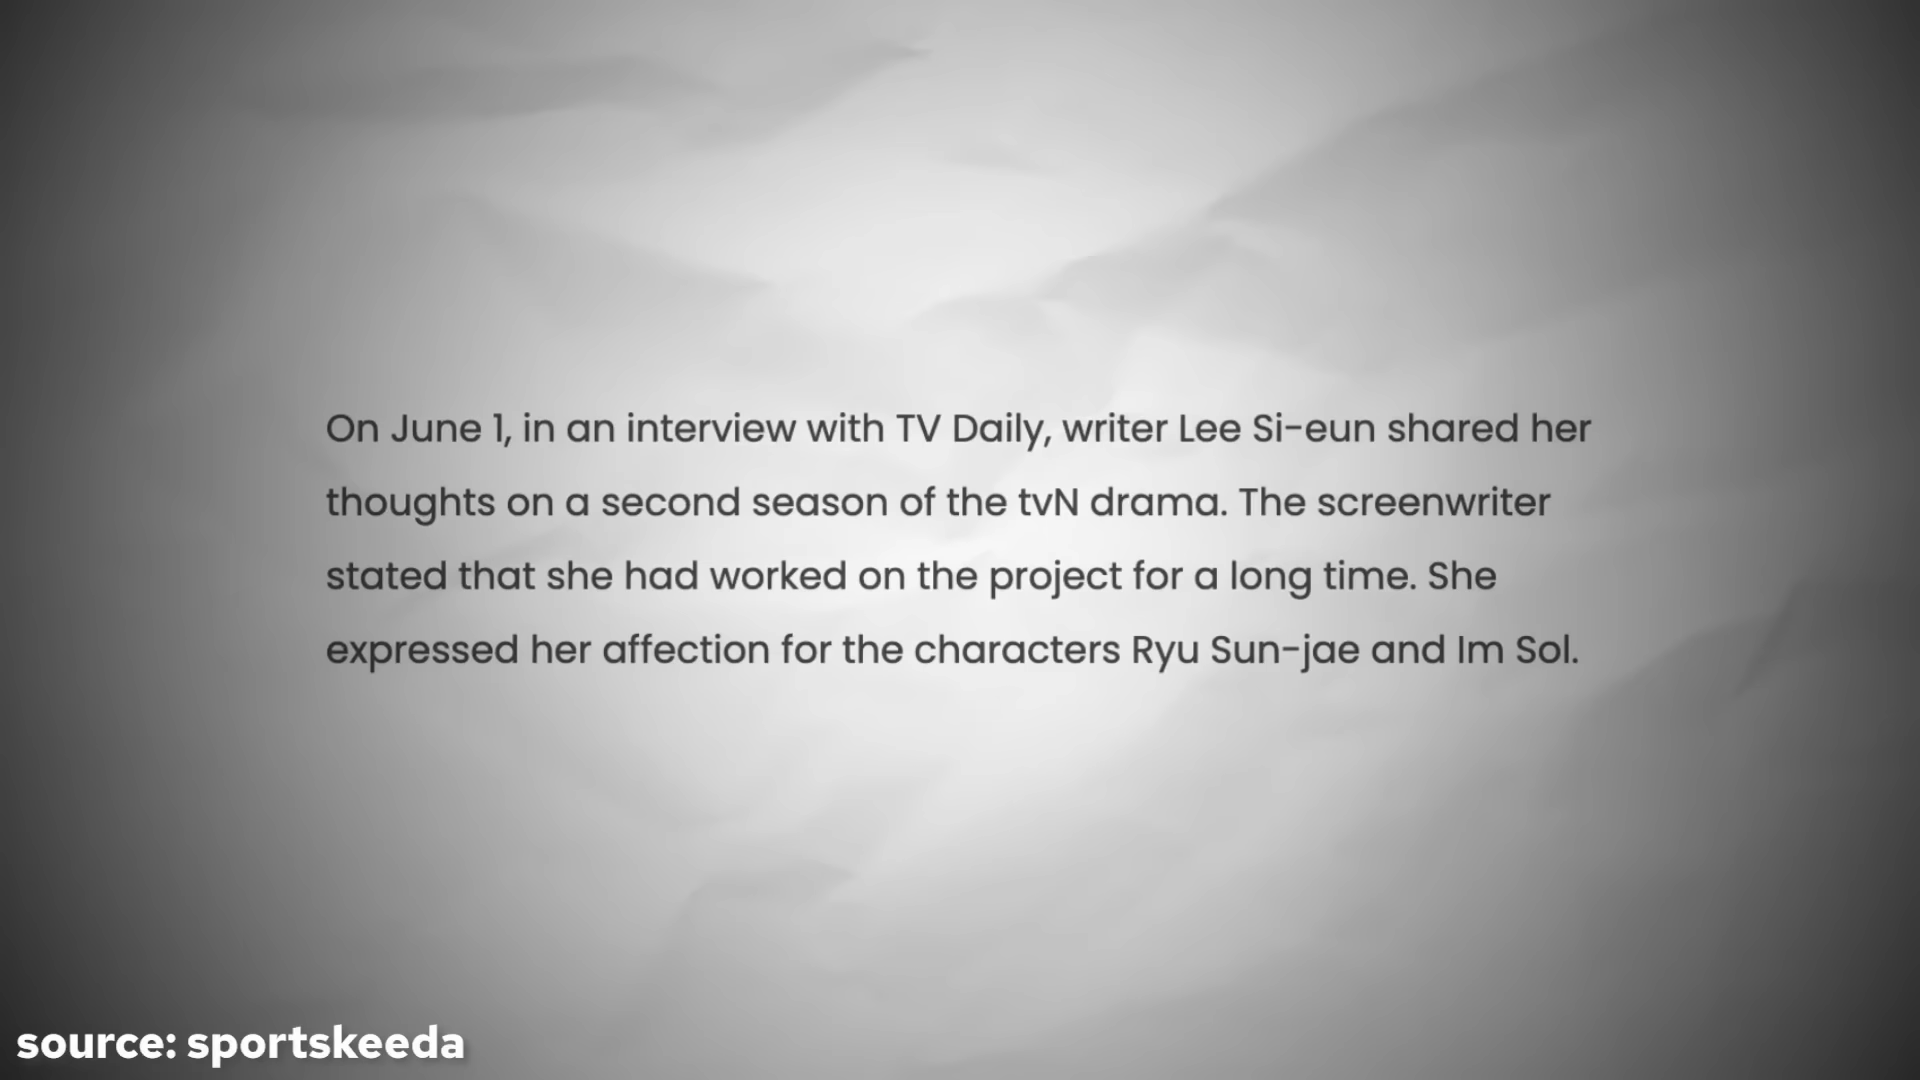 On June 1, in an interview with TV Daily, writer Lee Si-eun shared her
thoughts on a second season of the tvN drama. The screenwriter
stated that she had worked on the project for a long time. She
expressed her affection for the characters Ryu Sun-jae and Im Sol.
source: sportskeeda